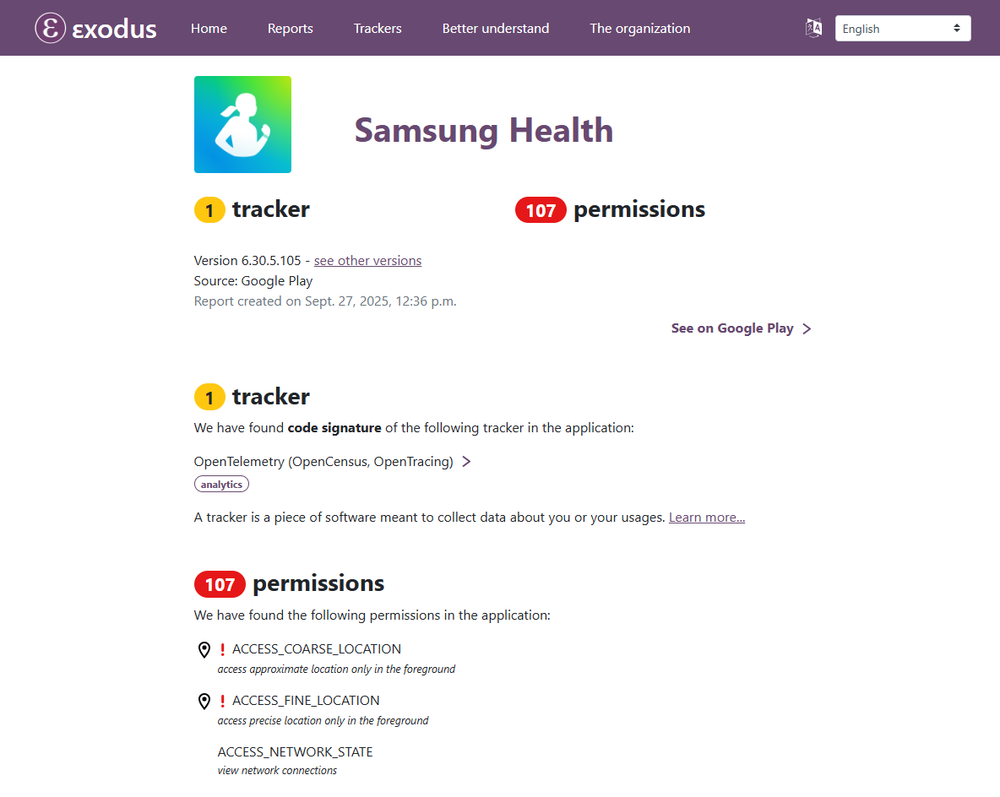 εxodus
Home
Reports
Trackers
Better understand
The organization
English
Samsung Health
1 tracker
107 permissions
Version 6.30.5.105 - see other versions
Source: Google Play
Report created on Sept. 27, 2025, 12:36 p.m.
See on Google Play
1 tracker
We have found code signature of the following tracker in the application:
OpenTelemetry (OpenCensus, OpenTracing)
analytics
A tracker is a piece of software meant to collect data about you or your usages. Learn more...
107 permissions
We have found the following permissions in the application:
! ACCESS_COARSE_LOCATION
access approximate location only in the foreground
! ACCESS_FINE_LOCATION
access precise location only in the foreground
ACCESS_NETWORK_STATE
view network connections